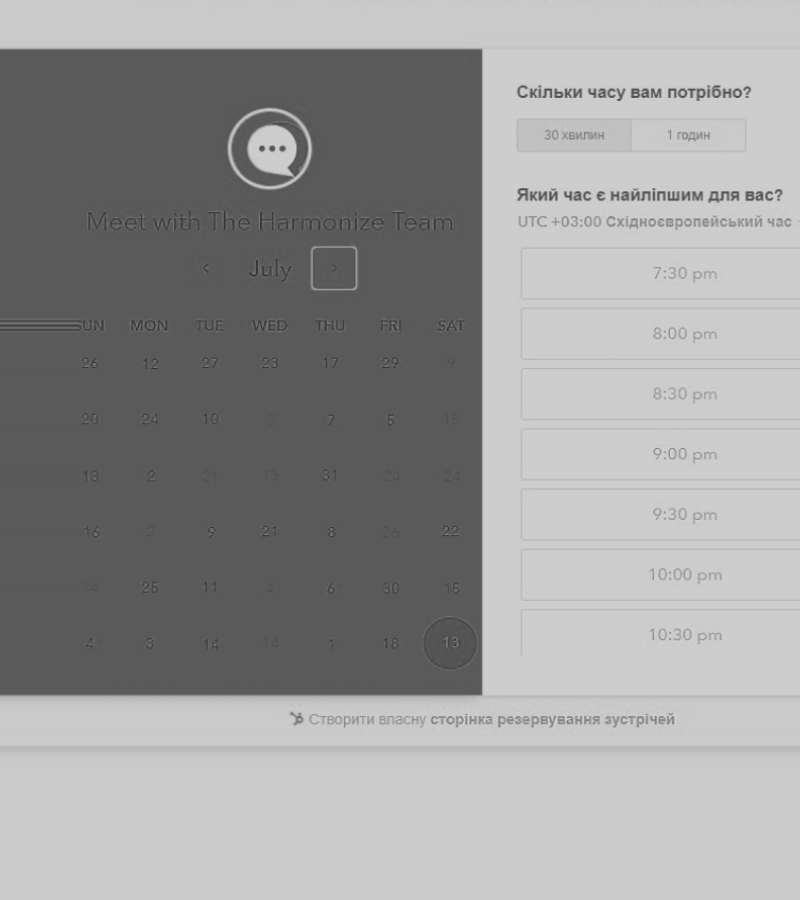 Meet with The Harmonize Team
July
SUN MON TUE WED THU FRI SAT
26 12 27 23 17 29 9
20 24 10 3 7 5 15
18 2 21 13 31 24 24
16 2 9 21 8 26 22
14 25 11 4 6 30 15
4 3 14 14 1 18 13
Скільки часу вам потрібно?
30 хвилин 1 годин
Який час є найліпшим для вас?
UTC +03:00 Східноєвропейський час
7:30 pm
8:00 pm
8:30 pm
9:00 pm
9:30 pm
10:00 pm
10:30 pm
Створити власну сторінка резервування зустрічей